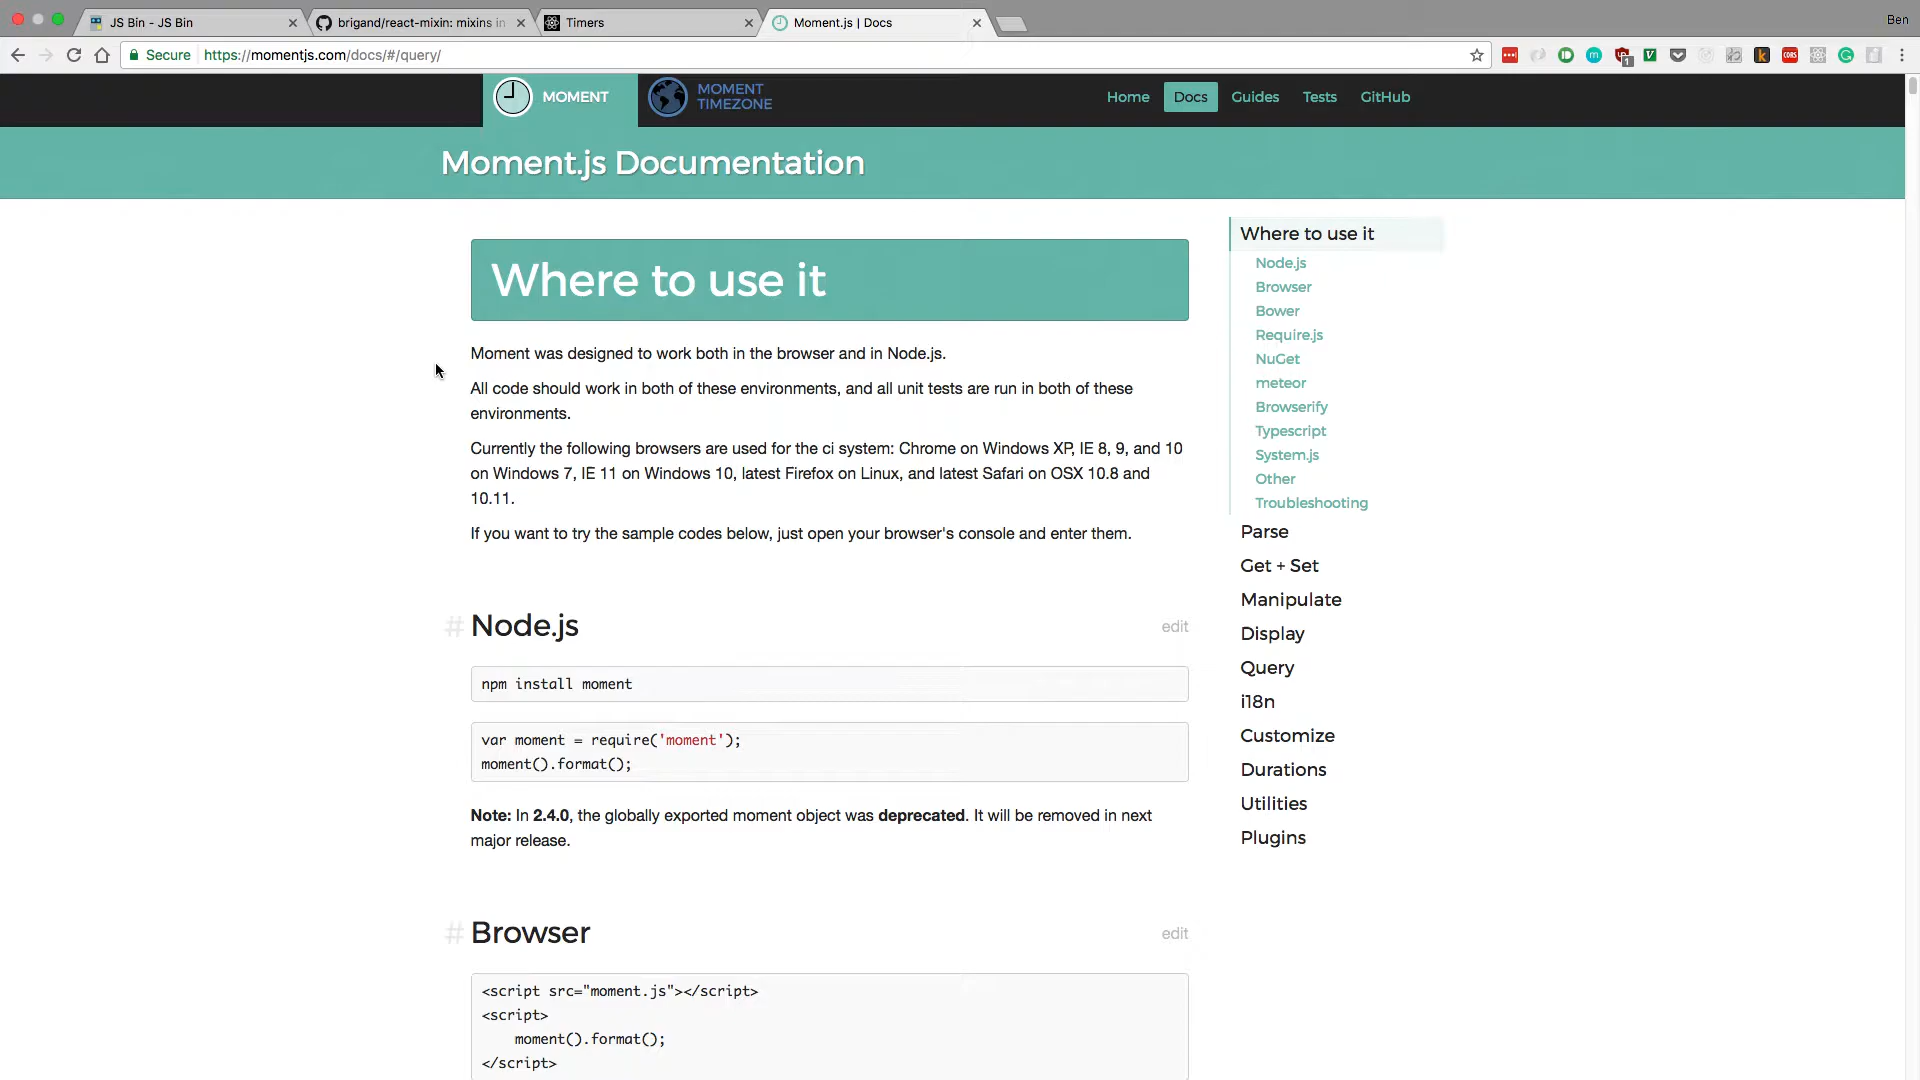 JS Bin - JS Bin
brigand/react-mixin: mixins in
Timers
Moment.js | Docs
Ben
Secure
https://momentjs.com/docs/#/query/
1
CORS
MOMENT
MOMENT TIMEZONE
Home
Docs
Guides
Tests
GitHub
Moment.js Documentation
Where to use it
Moment was designed to work both in the browser and in Node.js.
All code should work in both of these environments, and all unit tests are run in both of these
environments.
Currently the following browsers are used for the ci system: Chrome on Windows XP, IE 8, 9, and 10
on Windows 7, IE 11 on Windows 10, latest Firefox on Linux, and latest Safari on OSX 10.8 and
10.11.
If you want to try the sample codes below, just open your browser's console and enter them.
# Node.js
edit
npm install moment
var moment = require('moment');
moment().format();
Note: In 2.4.0, the globally exported moment object was deprecated. It will be removed in next
major release.
# Browser
edit
<script src="moment.js"></script>
<script>
moment().format();
</script>
Where to use it
Node.js
Browser
Bower
Require.js
NuGet
meteor
Browserify
Typescript
System.js
Other
Troubleshooting
Parse
Get + Set
Manipulate
Display
Query
i18n
Customize
Durations
Utilities
Plugins